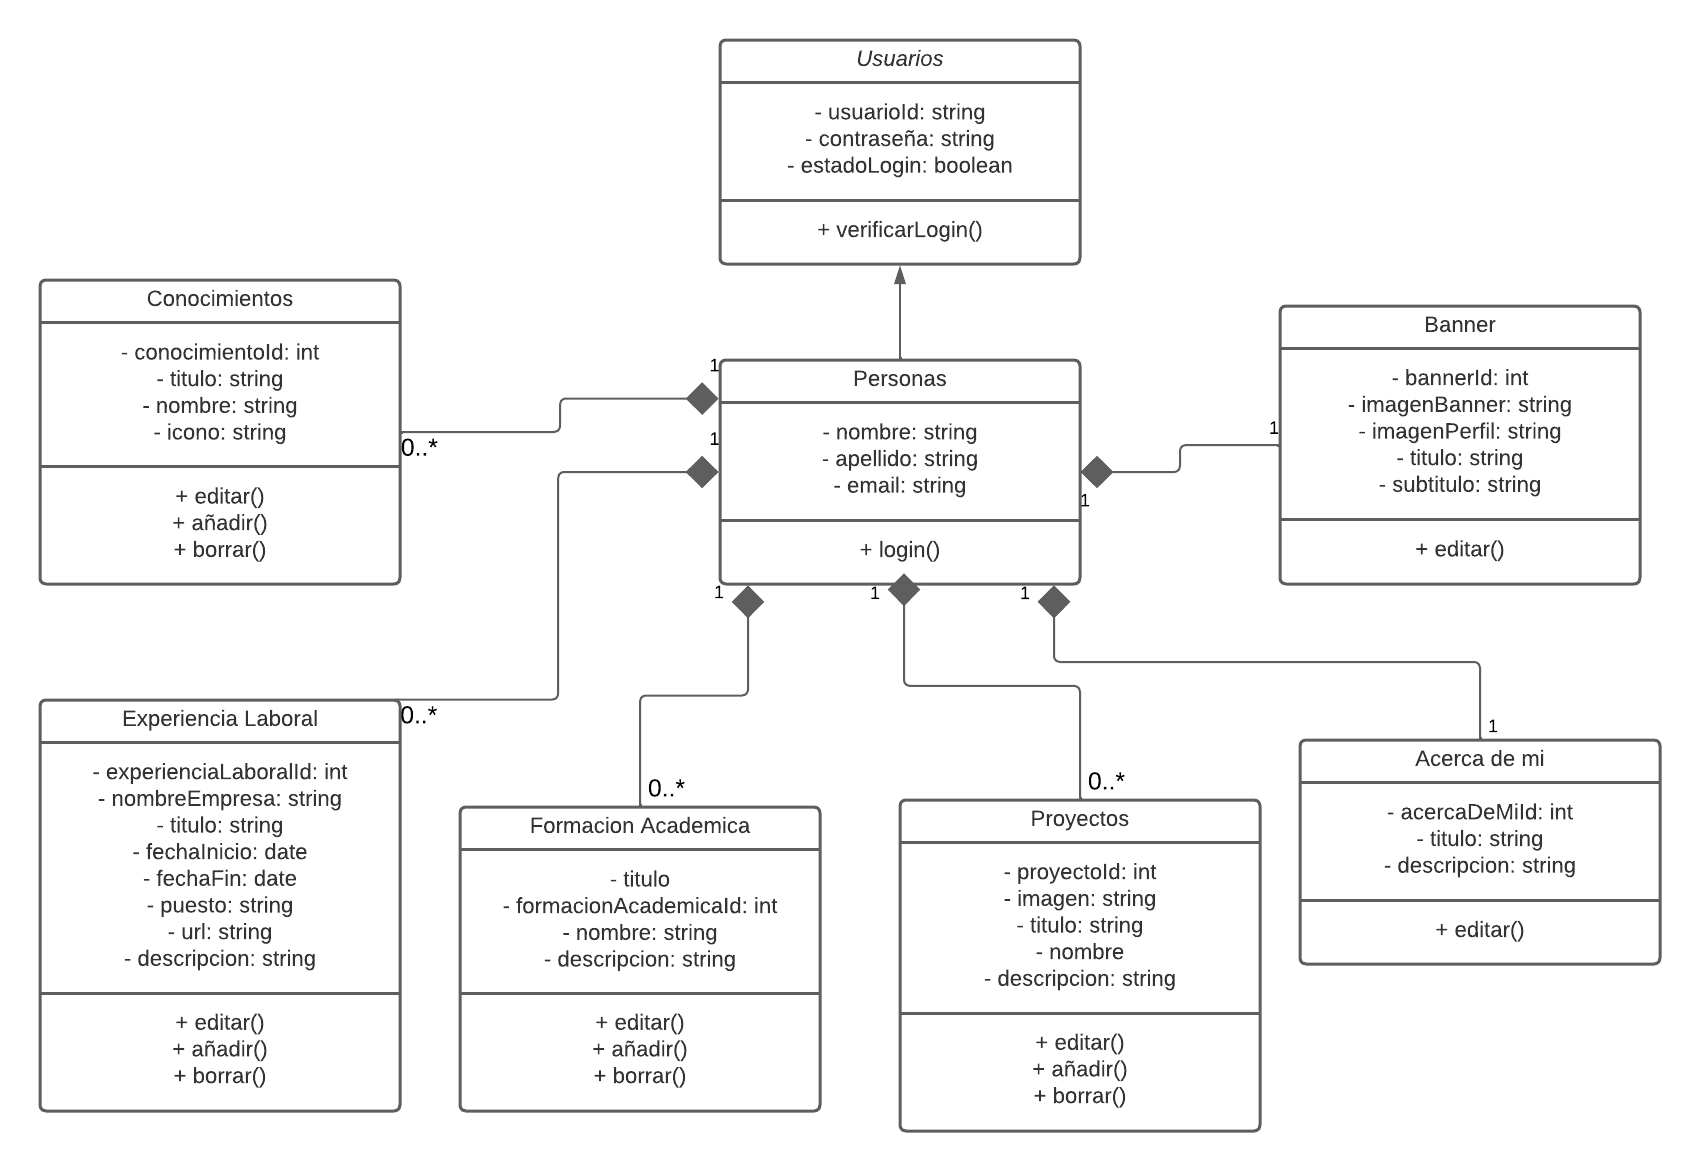 Usuarios
- usuarioId: string
- contraseña: string
- estadoLogin: boolean
+ verificarLogin()
Conocimientos
- conocimientoId: int
- titulo: string
- nombre: string
- icono: string
+ editar()
+ añadir()
+ borrar()
0..*
1
1
Personas
- nombre: string
- apellido: string
- email: string
+ login()
1
1
Banner
- bannerId: int
- imagenBanner: string
- imagenPerfil: string
- titulo: string
- subtitulo: string
+ editar()
1
1
1
Experiencia Laboral
- experienciaLaboralId: int
- nombreEmpresa: string
- titulo: string
- fechaInicio: date
- fechaFin: date
- puesto: string
- url: string
- descripcion: string
+ editar()
+ añadir()
+ borrar()
0..*
0..*
Formacion Academica
- titulo
- formacionAcademicaId: int
- nombre: string
- descripcion: string
+ editar()
+ añadir()
+ borrar()
0..*
Proyectos
- proyectoId: int
- imagen: string
- titulo: string
- nombre
- descripcion: string
+ editar()
+ añadir()
+ borrar()
1
Acerca de mi
- acercaDeMiId: int
- titulo: string
- descripcion: string
+ editar()